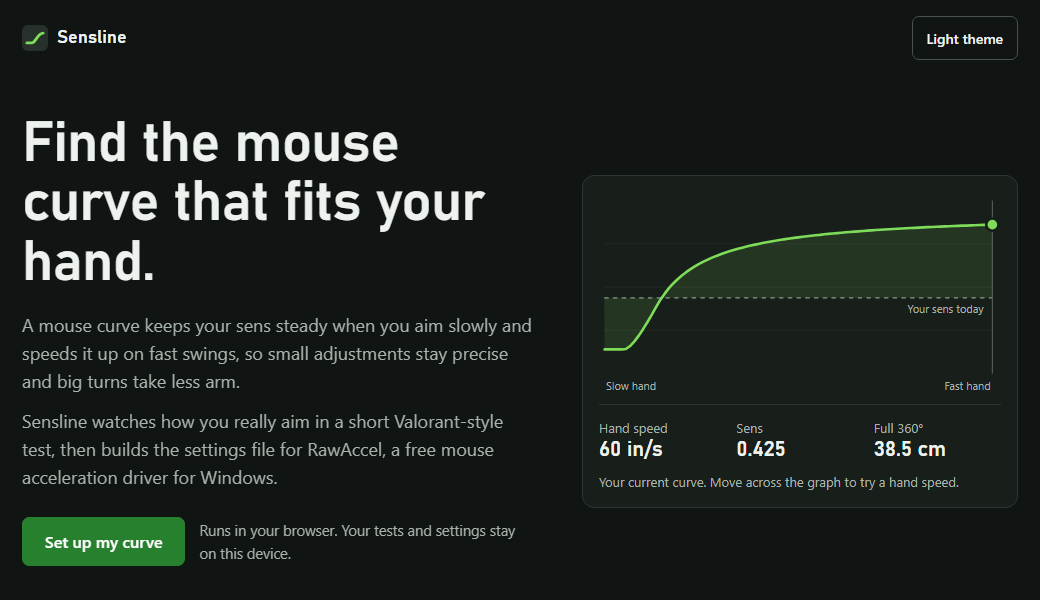 Sensline
Light theme
Find the mouse
curve that fits your
hand.
A mouse curve keeps your sens steady when you aim slowly and
speeds it up on fast swings, so small adjustments stay precise
and big turns take less arm.
Sensline watches how you really aim in a short Valorant-style
test, then builds the settings file for RawAccel, a free mouse
acceleration driver for Windows.
Set up my curve
Runs in your browser. Your tests and settings stay
on this device.
Your sens today
Slow hand
Fast hand
Hand speed
Sens
Full 360°
60 in/s
0.425
38.5 cm
Your current curve. Move across the graph to try a hand speed.